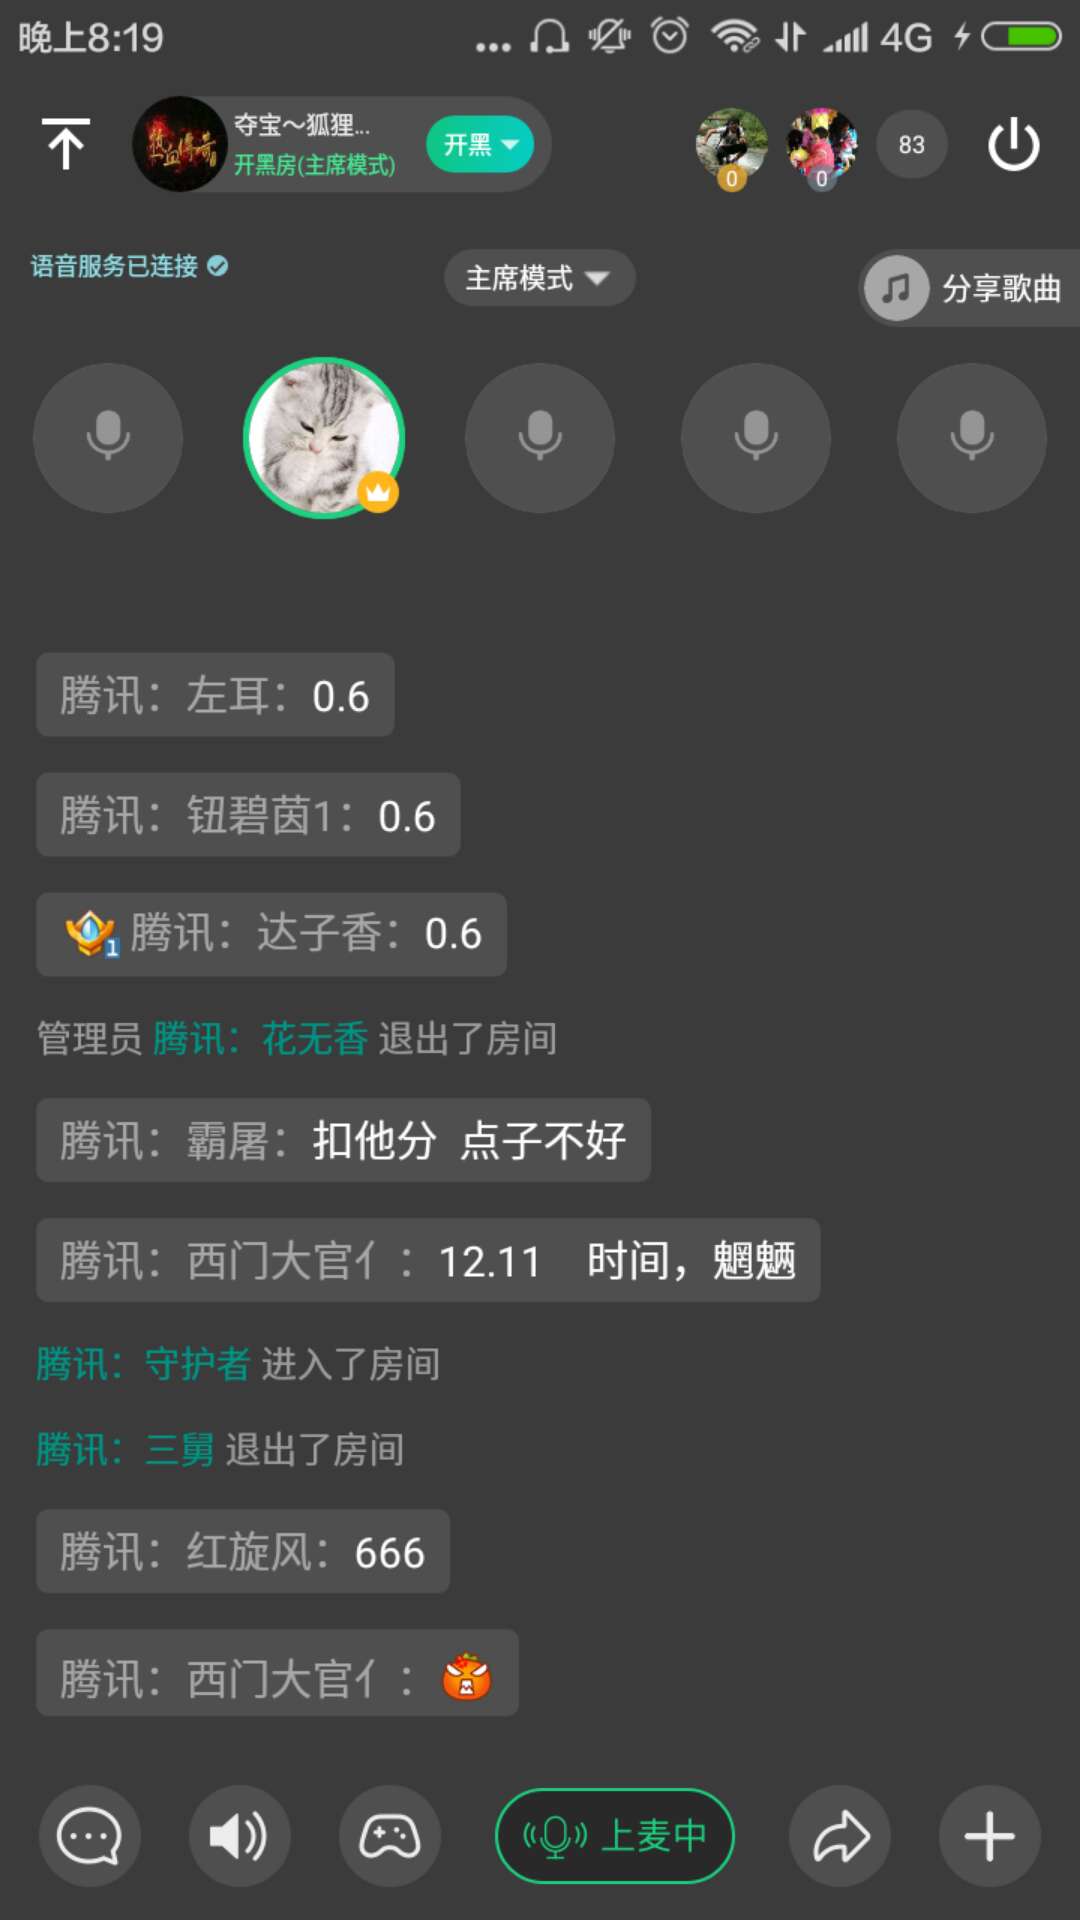 晚上8:19
4G
热血传奇
夺宝～狐狸...
开黑房(主席模式)
开黑
0
0
83
语音服务已连接
主席模式
分享歌曲
腾讯：左耳：0.6
腾讯：钮碧茵1：0.6
1 腾讯：达子香：0.6
管理员 腾讯：花无香 退出了房间
腾讯：霸屠：扣他分 点子不好
腾讯：西门大官亻：12.11 时间，魍魉
腾讯：守护者 进入了房间
腾讯：三舅 退出了房间
腾讯：红旋风：666
腾讯：西门大官亻：
上麦中